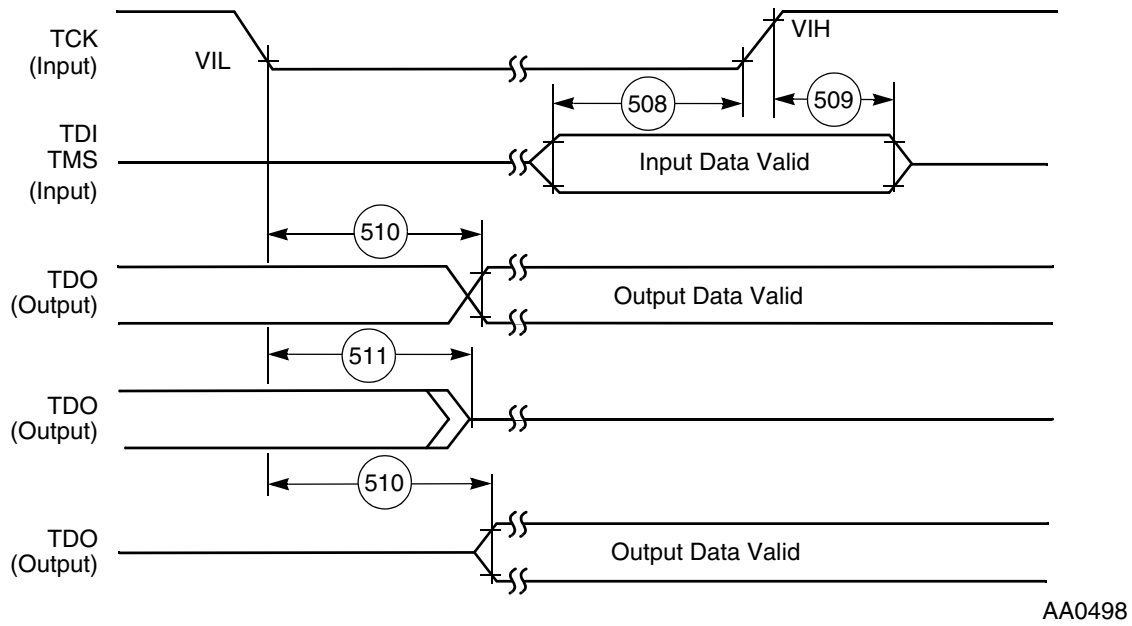 TCK
(Input)
VIL
VIH
508
509
TDI
TMS
(Input)
Input Data Valid
510
TDO
(Output)
Output Data Valid
511
TDO
(Output)
510
TDO
(Output)
Output Data Valid
AA0498